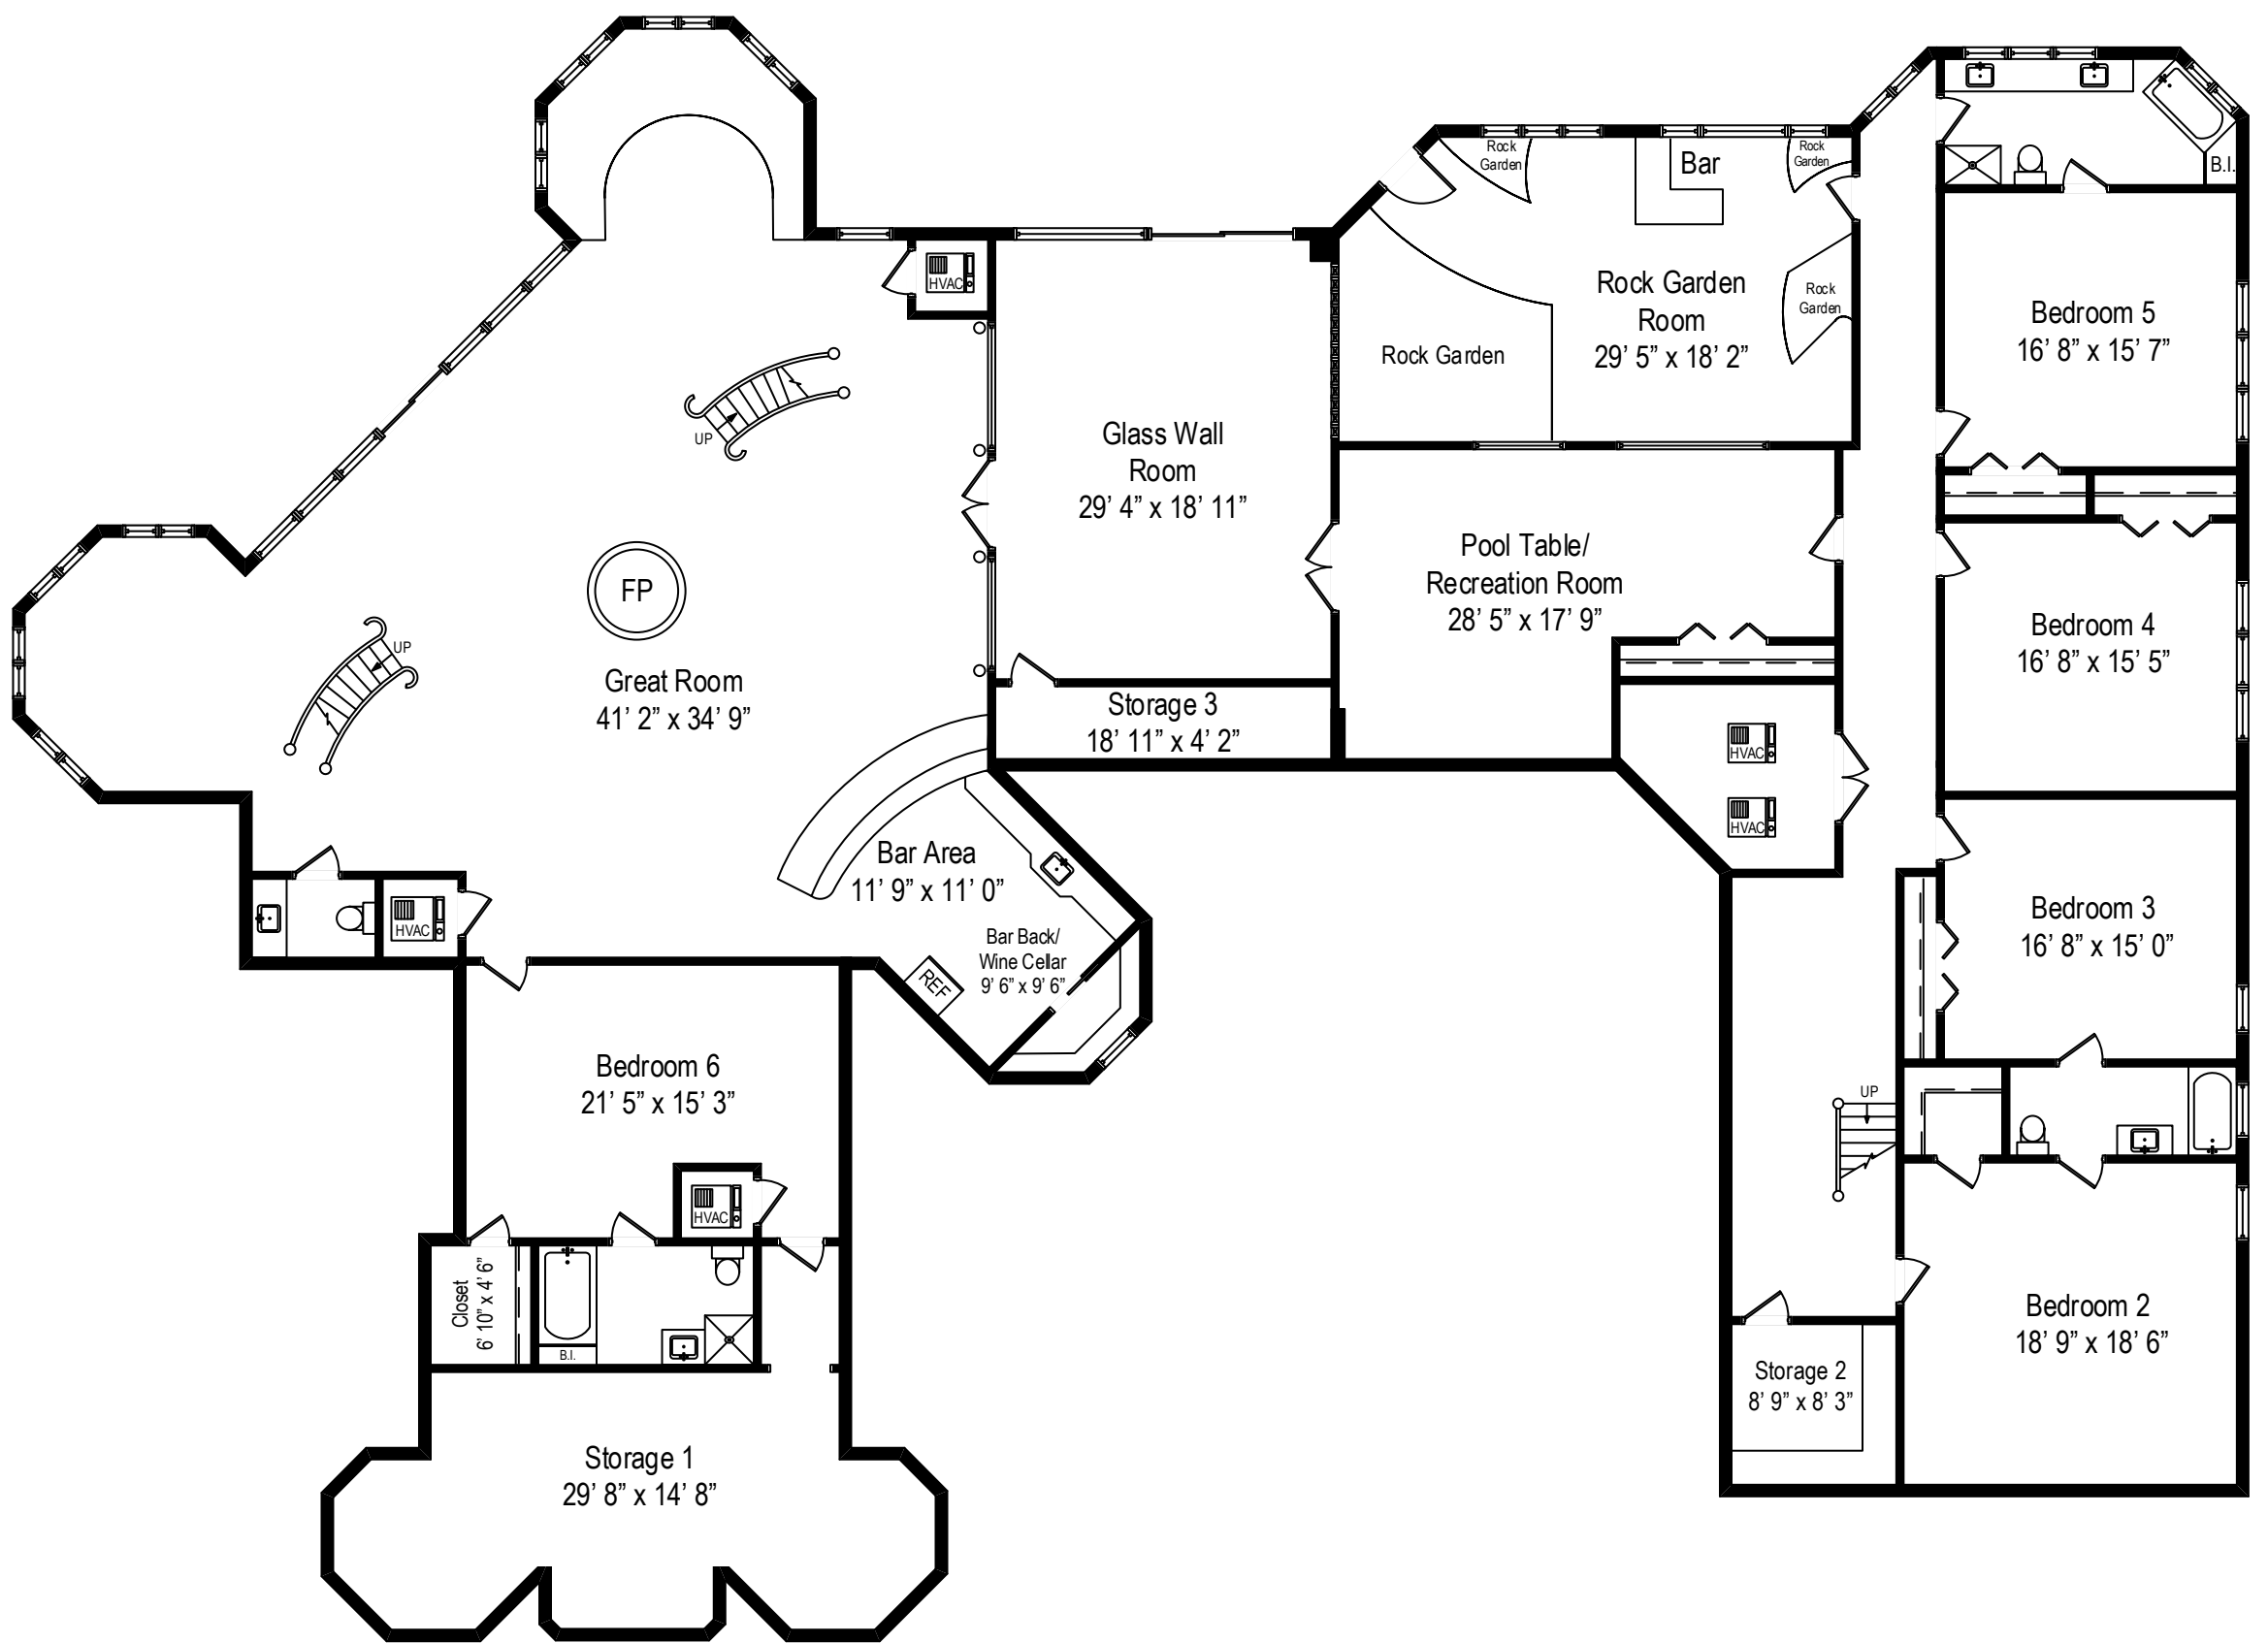 Rock
Garden
Bar
Rock
Garden
B.I.
HVAC
Rock Garden
Room
29’ 5” x 18’ 2”
Rock
Garden
Rock Garden
Bedroom 5
16’ 8” x 15’ 7”
UP
Glass Wall
Room
29’ 4” x 18’ 11”
Pool Table/
Recreation Room
28’ 5” x 17’ 9”
FP
Bedroom 4
16’ 8” x 15’ 5”
UP
Great Room
41’ 2” x 34’ 9”
Storage 3
18’ 11” x 4’ 2”
HVAC
HVAC
Bar Area
11’ 9” x 11’ 0”
HVAC
Bar Back/
Wine Cellar
9’ 6” x 9’ 6”
REF
Bedroom 3
16’ 8” x 15’ 0”
Bedroom 6
21’ 5” x 15’ 3”
UP
HVAC
Closet
6’ 10” x 4’ 6”
B.I.
Bedroom 2
18’ 9” x 18’ 6”
Storage 2
8’ 9” x 8’ 3”
Storage 1
29’ 8” x 14’ 8”